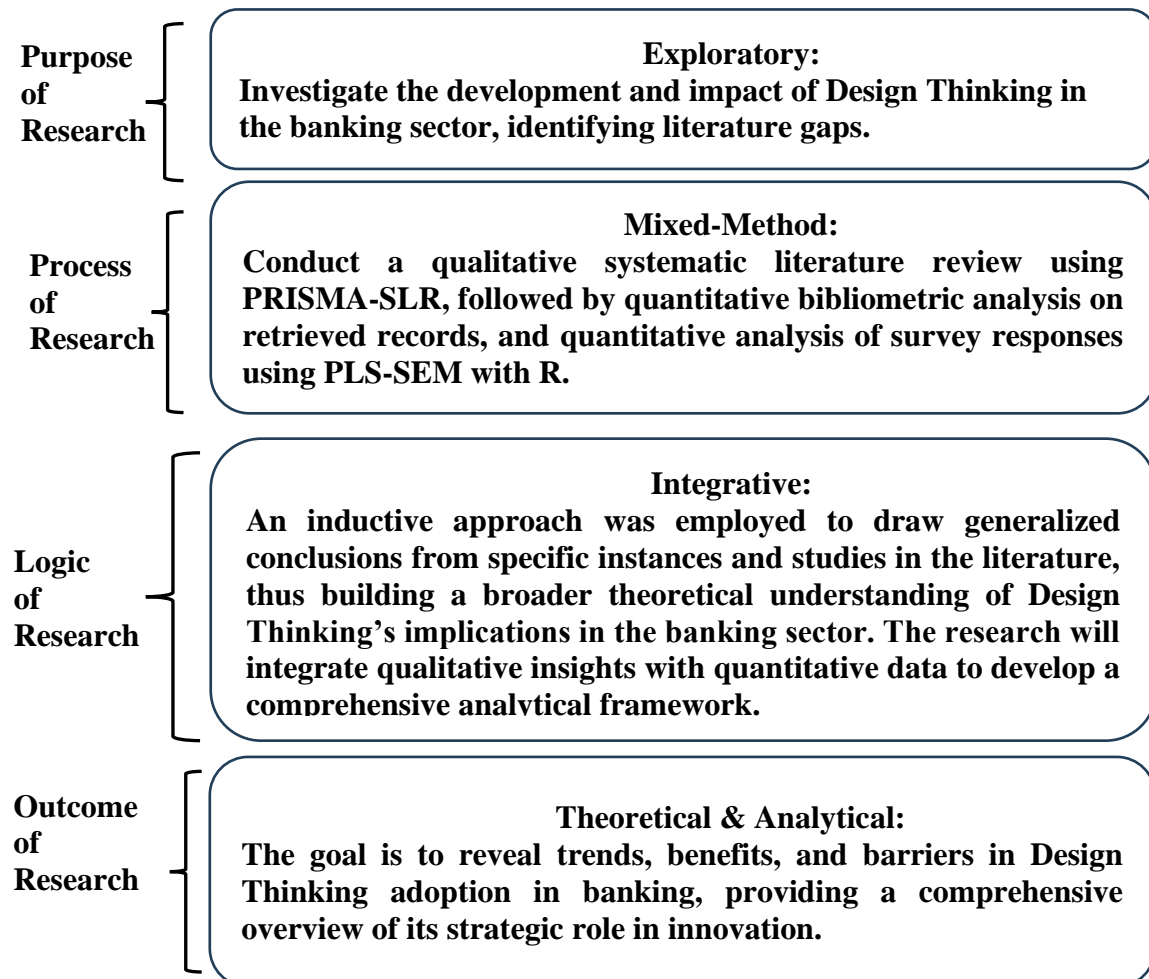 Purpose
of
Research
Exploratory:
Investigate the development and impact of Design Thinking in
the banking sector, identifying literature gaps.
Process
of
Research
Mixed-Method:
Conduct a qualitative systematic literature review using
PRISMA-SLR, followed by quantitative bibliometric analysis on
retrieved records, and quantitative analysis of survey responses
using PLS-SEM with R.
Logic
of
Research
Integrative:
An inductive approach was employed to draw generalized
conclusions from specific instances and studies in the literature,
thus building a broader theoretical understanding of Design
Thinking’s implications in the banking sector. The research will
integrate qualitative insights with quantitative data to develop a
comprehensive analytical framework.
Outcome
of
Research
Theoretical & Analytical:
The goal is to reveal trends, benefits, and barriers in Design
Thinking adoption in banking, providing a comprehensive
overview of its strategic role in innovation.